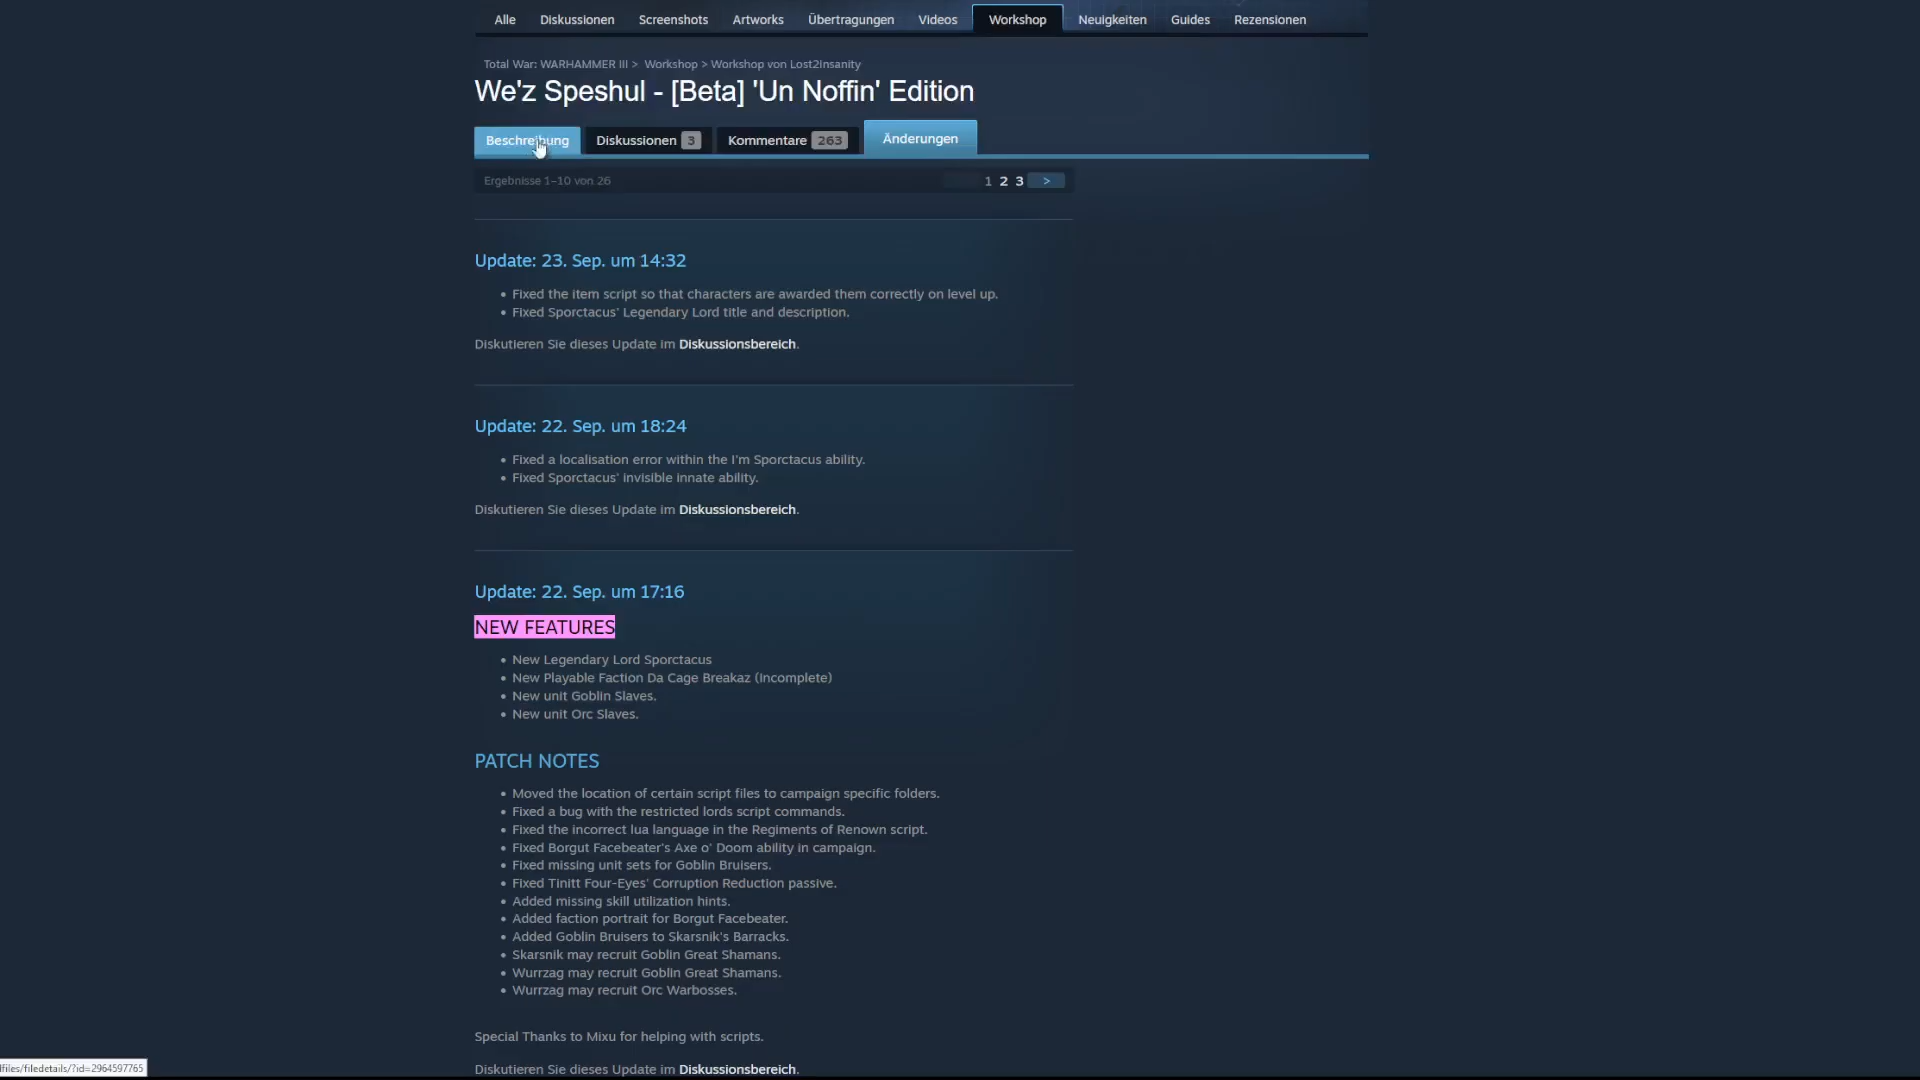 Alle Diskussionen Screenshots Artworks Übertragungen Videos Workshop Neuigkeiten Guides Rezensionen
Total War: WARHAMMER III > Workshop > Workshop von Lost2Insanity
We'z Speshul - [Beta] 'Un Noffin' Edition
Beschreibung Diskussionen 3 Kommentare 263 Änderungen
Ergebnisse 1–10 von 26 1 2 3 >
Update: 23. Sep. um 14:32
• Fixed the item script so that characters are awarded them correctly on level up.
• Fixed Sporctacus' Legendary Lord title and description.
Diskutieren Sie dieses Update im Diskussionsbereich.
Update: 22. Sep. um 18:24
• Fixed a localisation error within the I'm Sporctacus ability.
• Fixed Sporctacus' invisible innate ability.
Diskutieren Sie dieses Update im Diskussionsbereich.
Update: 22. Sep. um 17:16
NEW FEATURES
• New Legendary Lord Sporctacus
• New Playable Faction Da Cage Breakaz (Incomplete)
• New unit Goblin Slaves.
• New unit Orc Slaves.
PATCH NOTES
• Moved the location of certain script files to campaign specific folders.
• Fixed a bug with the restricted lords script commands.
• Fixed the incorrect lua language in the Regiments of Renown script.
• Fixed Borgut Facebeater's Axe o' Doom ability in campaign.
• Fixed missing unit sets for Goblin Bruisers.
• Fixed Tinitt Four-Eyes' Corruption Reduction passive.
• Added missing skill utilization hints.
• Added faction portrait for Borgut Facebeater.
• Added Goblin Bruisers to Skarsnik's Barracks.
• Skarsnik may recruit Goblin Great Shamans.
• Wurrzag may recruit Goblin Great Shamans.
• Wurrzag may recruit Orc Warbosses.
Special Thanks to Mixu for helping with scripts.
Diskutieren Sie dieses Update im Diskussionsbereich.
files/filedetails/?id=2964597765